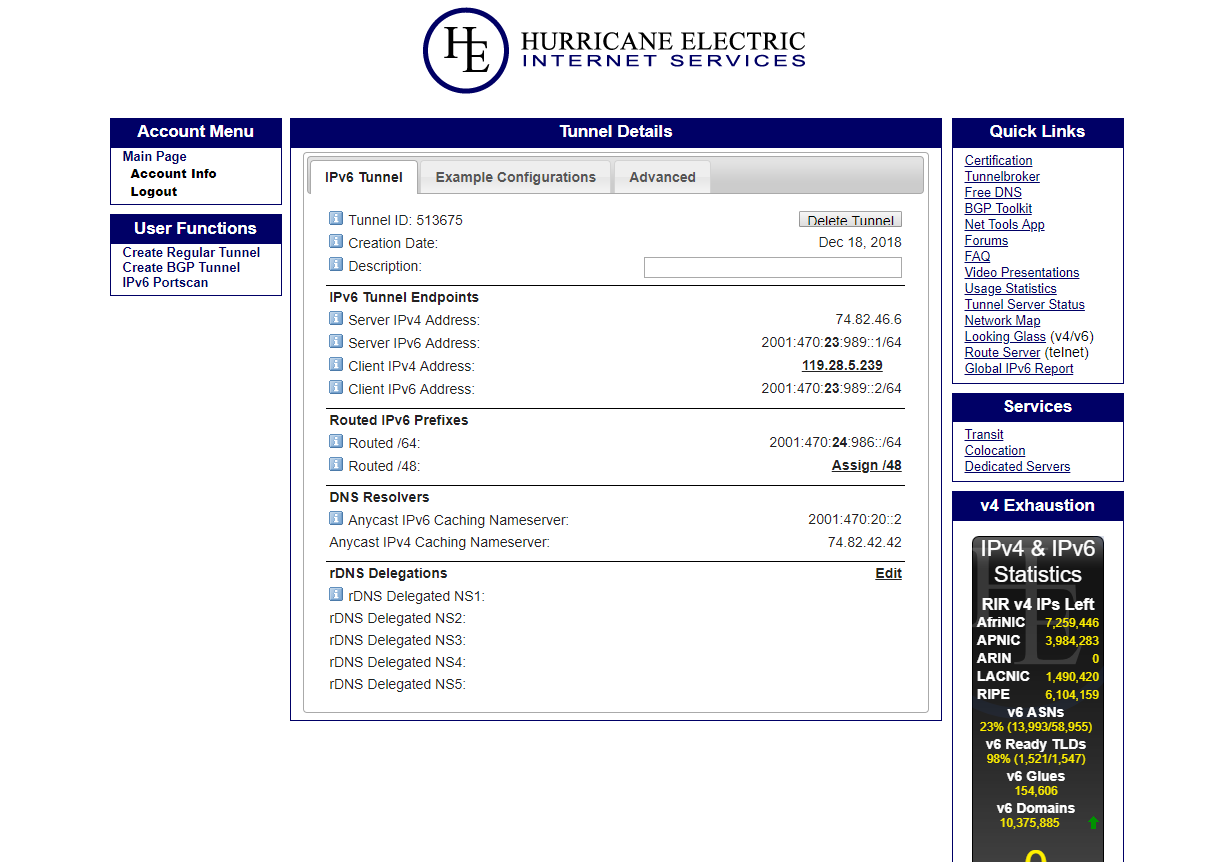 HE
HURRICANE ELECTRIC
INTERNET SERVICES
Account Menu
Main Page
Account Info
Logout
User Functions
Create Regular Tunnel
Create BGP Tunnel
IPv6 Portscan
Tunnel Details
IPv6 Tunnel Example Configurations Advanced
Tunnel ID: 513675 Delete Tunnel
Creation Date: Dec 18, 2018
Description:
IPv6 Tunnel Endpoints
Server IPv4 Address: 74.82.46.6
Server IPv6 Address: 2001:470:23:989::1/64
Client IPv4 Address: 119.28.5.239
Client IPv6 Address: 2001:470:23:989::2/64
Routed IPv6 Prefixes
Routed /64: 2001:470:24:986::/64
Routed /48: Assign /48
DNS Resolvers
Anycast IPv6 Caching Nameserver: 2001:470:20::2
Anycast IPv4 Caching Nameserver: 74.82.42.42
rDNS Delegations Edit
rDNS Delegated NS1:
rDNS Delegated NS2:
rDNS Delegated NS3:
rDNS Delegated NS4:
rDNS Delegated NS5:
Quick Links
Certification
Tunnelbroker
Free DNS
BGP Toolkit
Net Tools App
Forums
FAQ
Video Presentations
Usage Statistics
Tunnel Server Status
Network Map
Looking Glass (v4/v6)
Route Server (telnet)
Global IPv6 Report
Services
Transit
Colocation
Dedicated Servers
v4 Exhaustion
IPv4 & IPv6
Statistics
RIR v4 IPs Left
AfriNIC 7,259,446
APNIC 3,984,283
ARIN 0
LACNIC 1,490,420
RIPE 6,104,159
v6 ASNs
23% (13,993/58,955)
v6 Ready TLDs
98% (1,521/1,547)
v6 Glues
154,606
v6 Domains
10,375,885